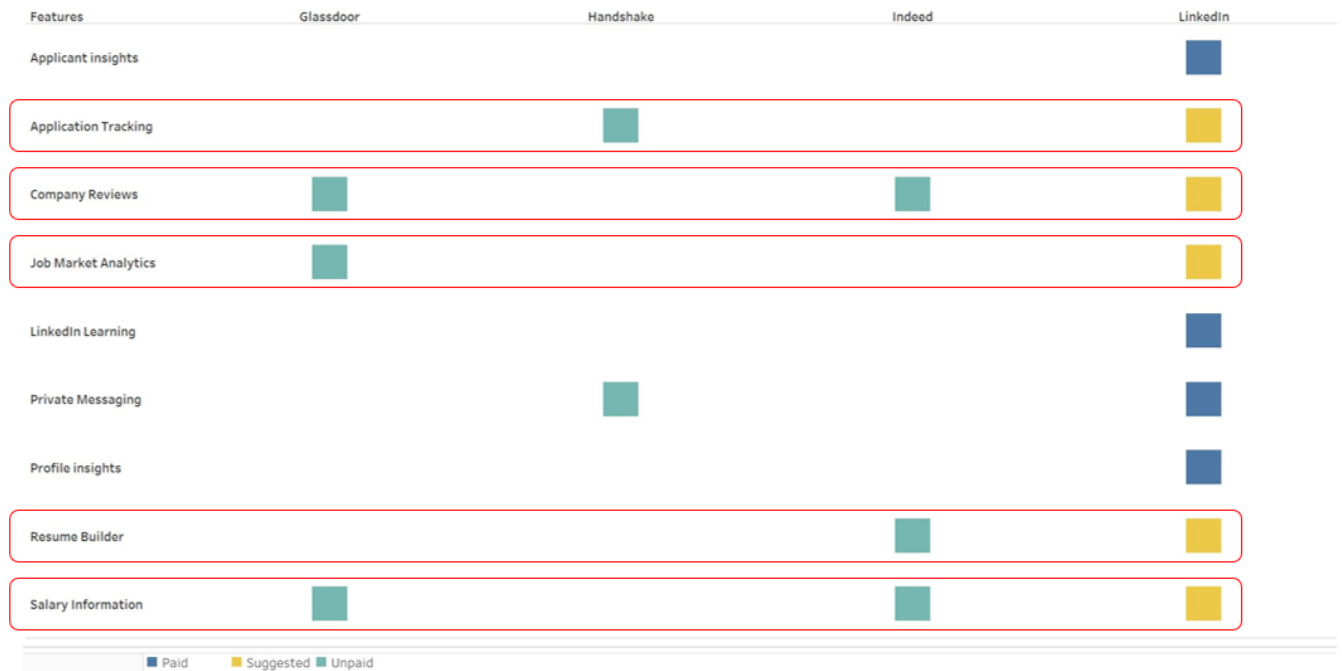 Features Glassdoor Handshake Indeed LinkedIn
Applicant insights
Application Tracking
Company Reviews
Job Market Analytics
LinkedIn Learning
Private Messaging
Profile insights
Resume Builder
Salary Information
Paid Suggested Unpaid